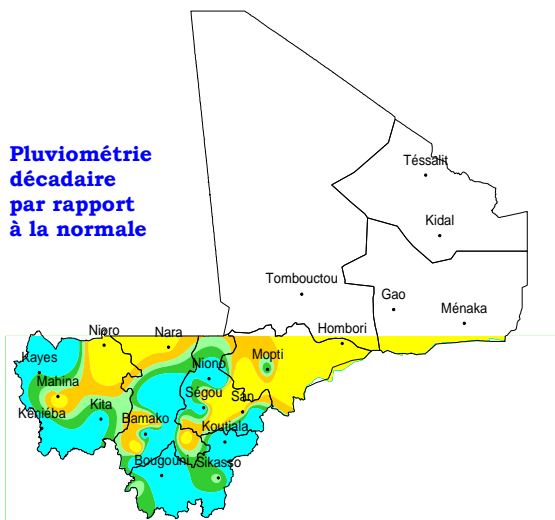 Pluviométrie
décadaire
par rapport
à la normale
Téssalit
Kidal
Tombouctou
Gao
Ménaka
Hombori
Nioro
Nara
Kayes
Niono
Mopti
Mahina
Kéniéba
Kita
Ségou
San
Bamako
Koutiala
Bougouni
Sikasso